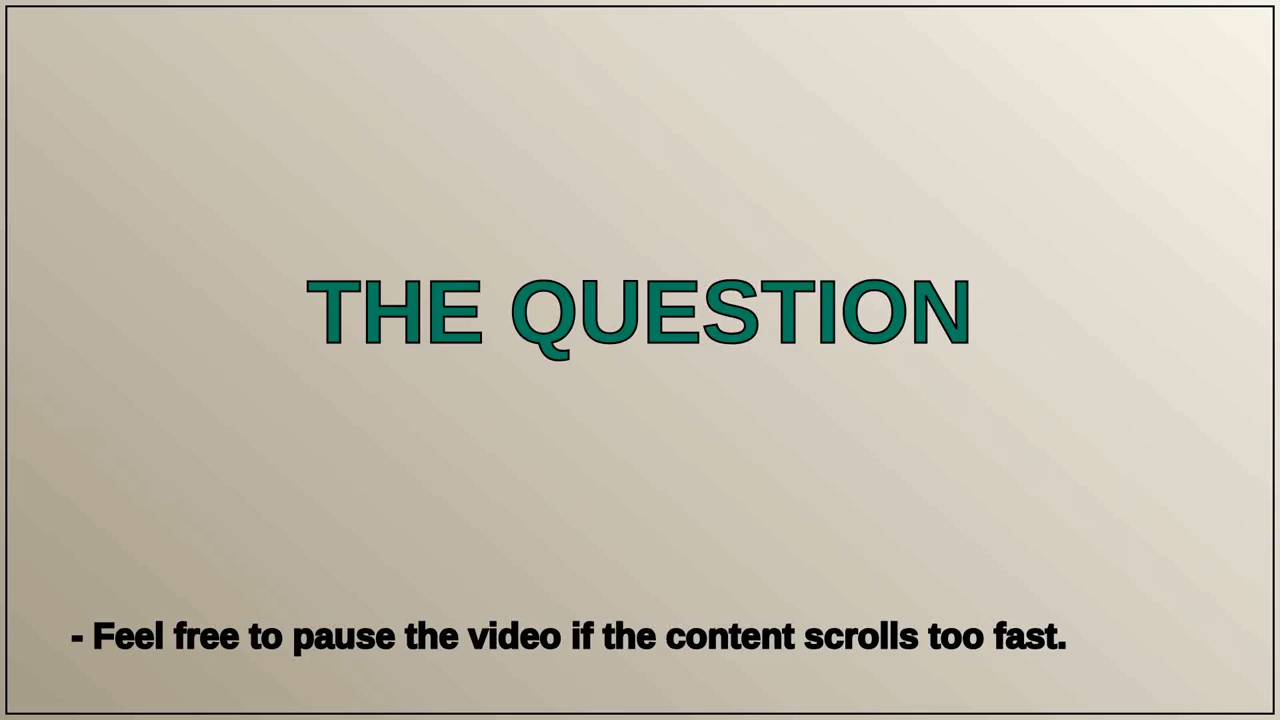 THE QUESTION
- Feel free to pause the video if the content scrolls too fast.